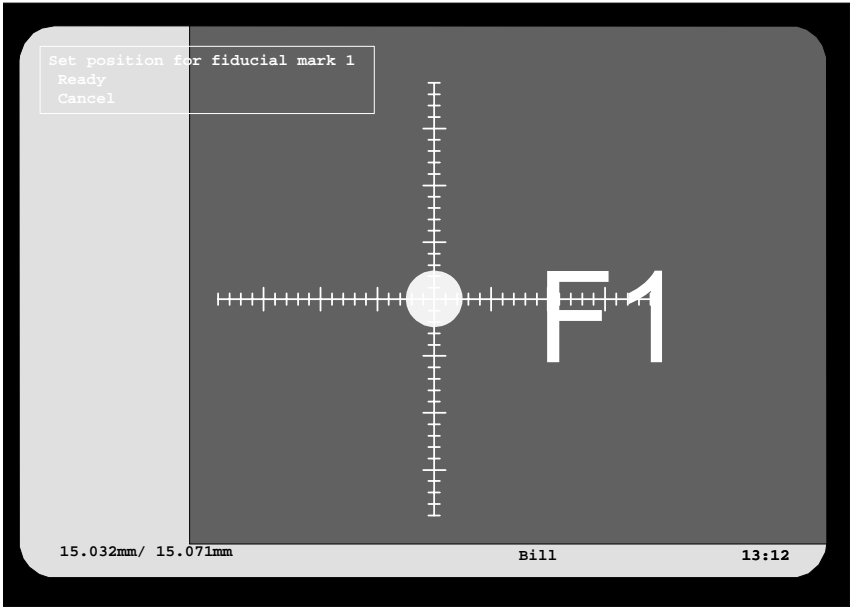 Set position for fiducial mark 1
Ready
Cancel
F1
15.032mm/ 15.071mm
Bill
13:12